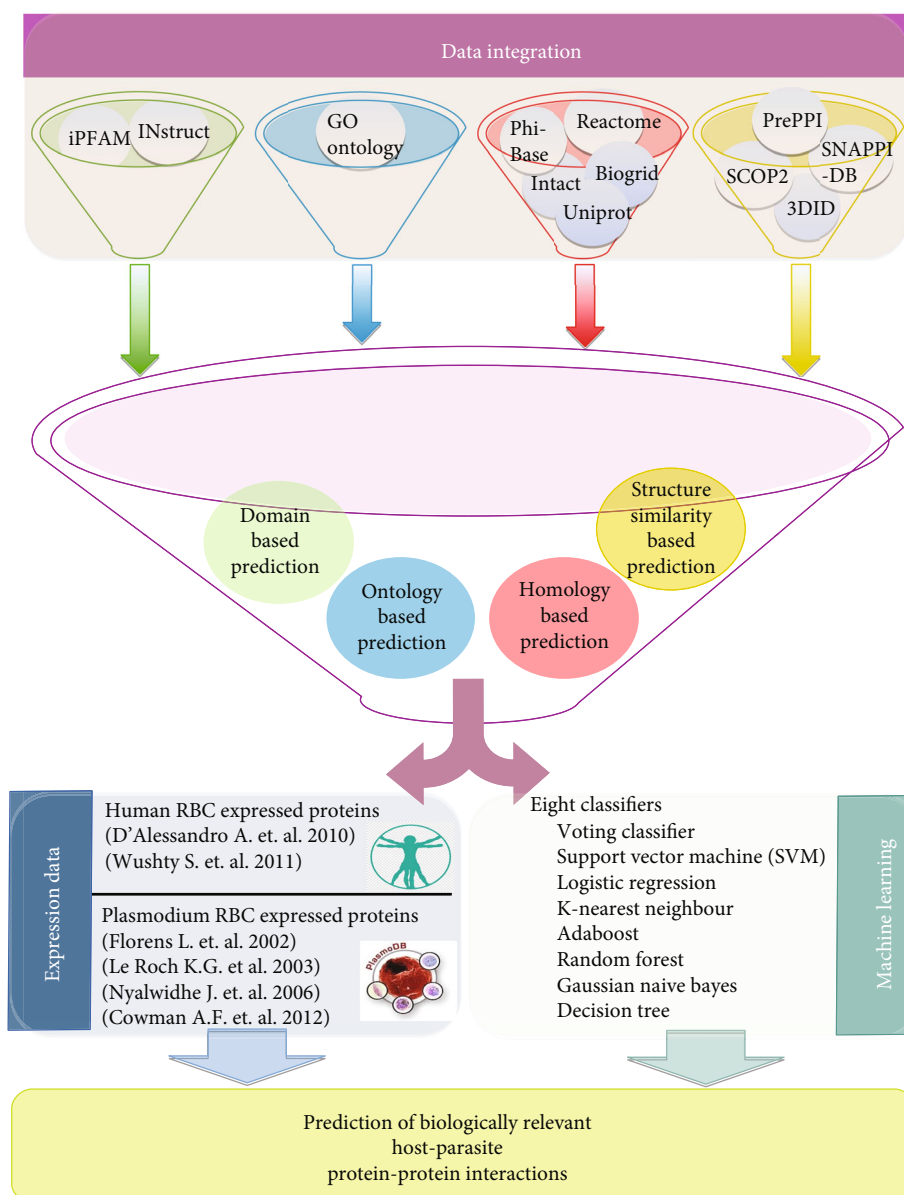 Data integration
iPFAM
INstruct
GO
ontology
Phi-
Base
Reactome
Intact
Biogrid
Uniprot
PrePPI
SCOP2
SNAPPI
-DB
3DID
Domain
based
prediction
Ontology
based
prediction
Homology
based
prediction
Structure
similarity
based
prediction
Expression data
Human RBC expressed proteins
(D'Alessandro A. et. al. 2010)
(Wushty S. et. al. 2011)
Plasmodium RBC expressed proteins
(Florens L. et. al. 2002)
(Le Roch K.G. et al. 2003)
(Nyalwidhe J. et. al. 2006)
(Cowman A.F. et. al. 2012)
PlasmoDB
Eight classifiers
Voting classifier
Support vector machine (SVM)
Logistic regression
K-nearest neighbour
Adaboost
Random forest
Gaussian naive bayes
Decision tree
Machine learning
Prediction of biologically relevant
host-parasite
protein-protein interactions